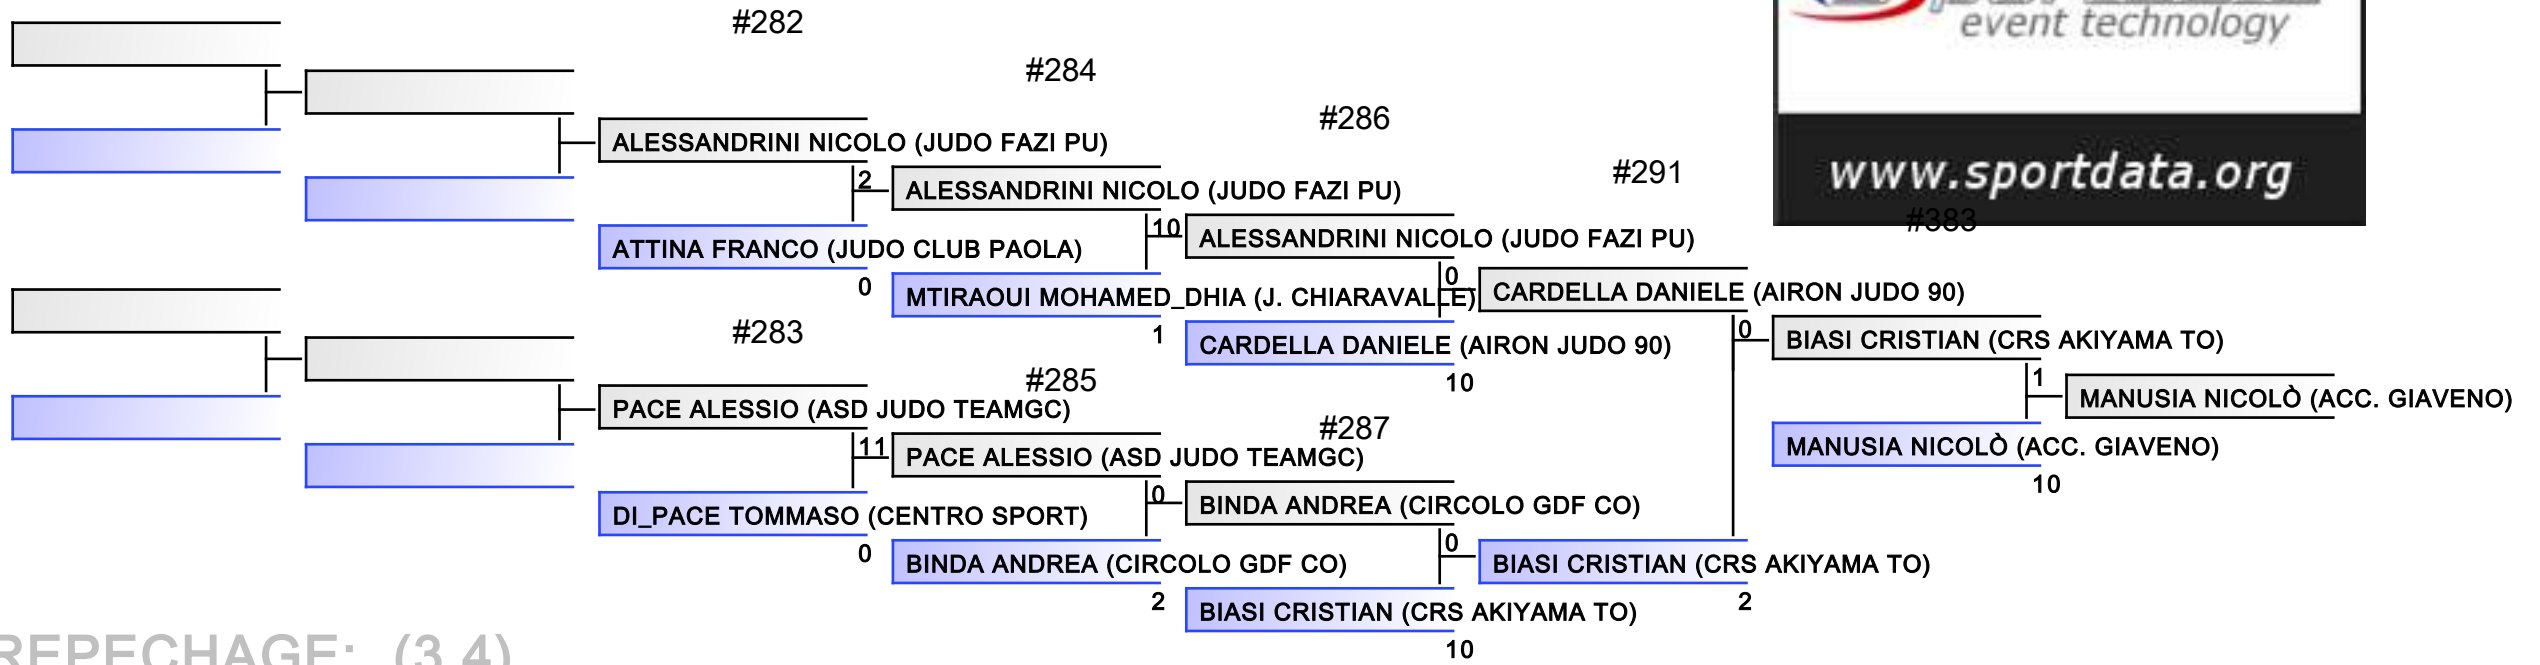 event technology
www.sportdata.org
#282
#284
#286
#291
#383
ALESSANDRINI NICOLO (JUDO FAZI PU)
2
ATTINA FRANCO (JUDO CLUB PAOLA)
0
ALESSANDRINI NICOLO (JUDO FAZI PU)
10
MTIRAOUI MOHAMED_DHIA (J. CHIARAVALLE)
1
ALESSANDRINI NICOLO (JUDO FAZI PU)
0
CARDELLA DANIELE (AIRON JUDO 90)
10
CARDELLA DANIELE (AIRON JUDO 90)
0
BIASI CRISTIAN (CRS AKIYAMA TO)
1
MANUSIA NICOLÒ (ACC. GIAVENO)
MANUSIA NICOLÒ (ACC. GIAVENO)
10
#283
#285
#287
PACE ALESSIO (ASD JUDO TEAMGC)
11
DI_PACE TOMMASO (CENTRO SPORT)
0
PACE ALESSIO (ASD JUDO TEAMGC)
0
BINDA ANDREA (CIRCOLO GDF CO)
2
BINDA ANDREA (CIRCOLO GDF CO)
0
BIASI CRISTIAN (CRS AKIYAMA TO)
10
BIASI CRISTIAN (CRS AKIYAMA TO)
2
REPECHAGE: (3.4)